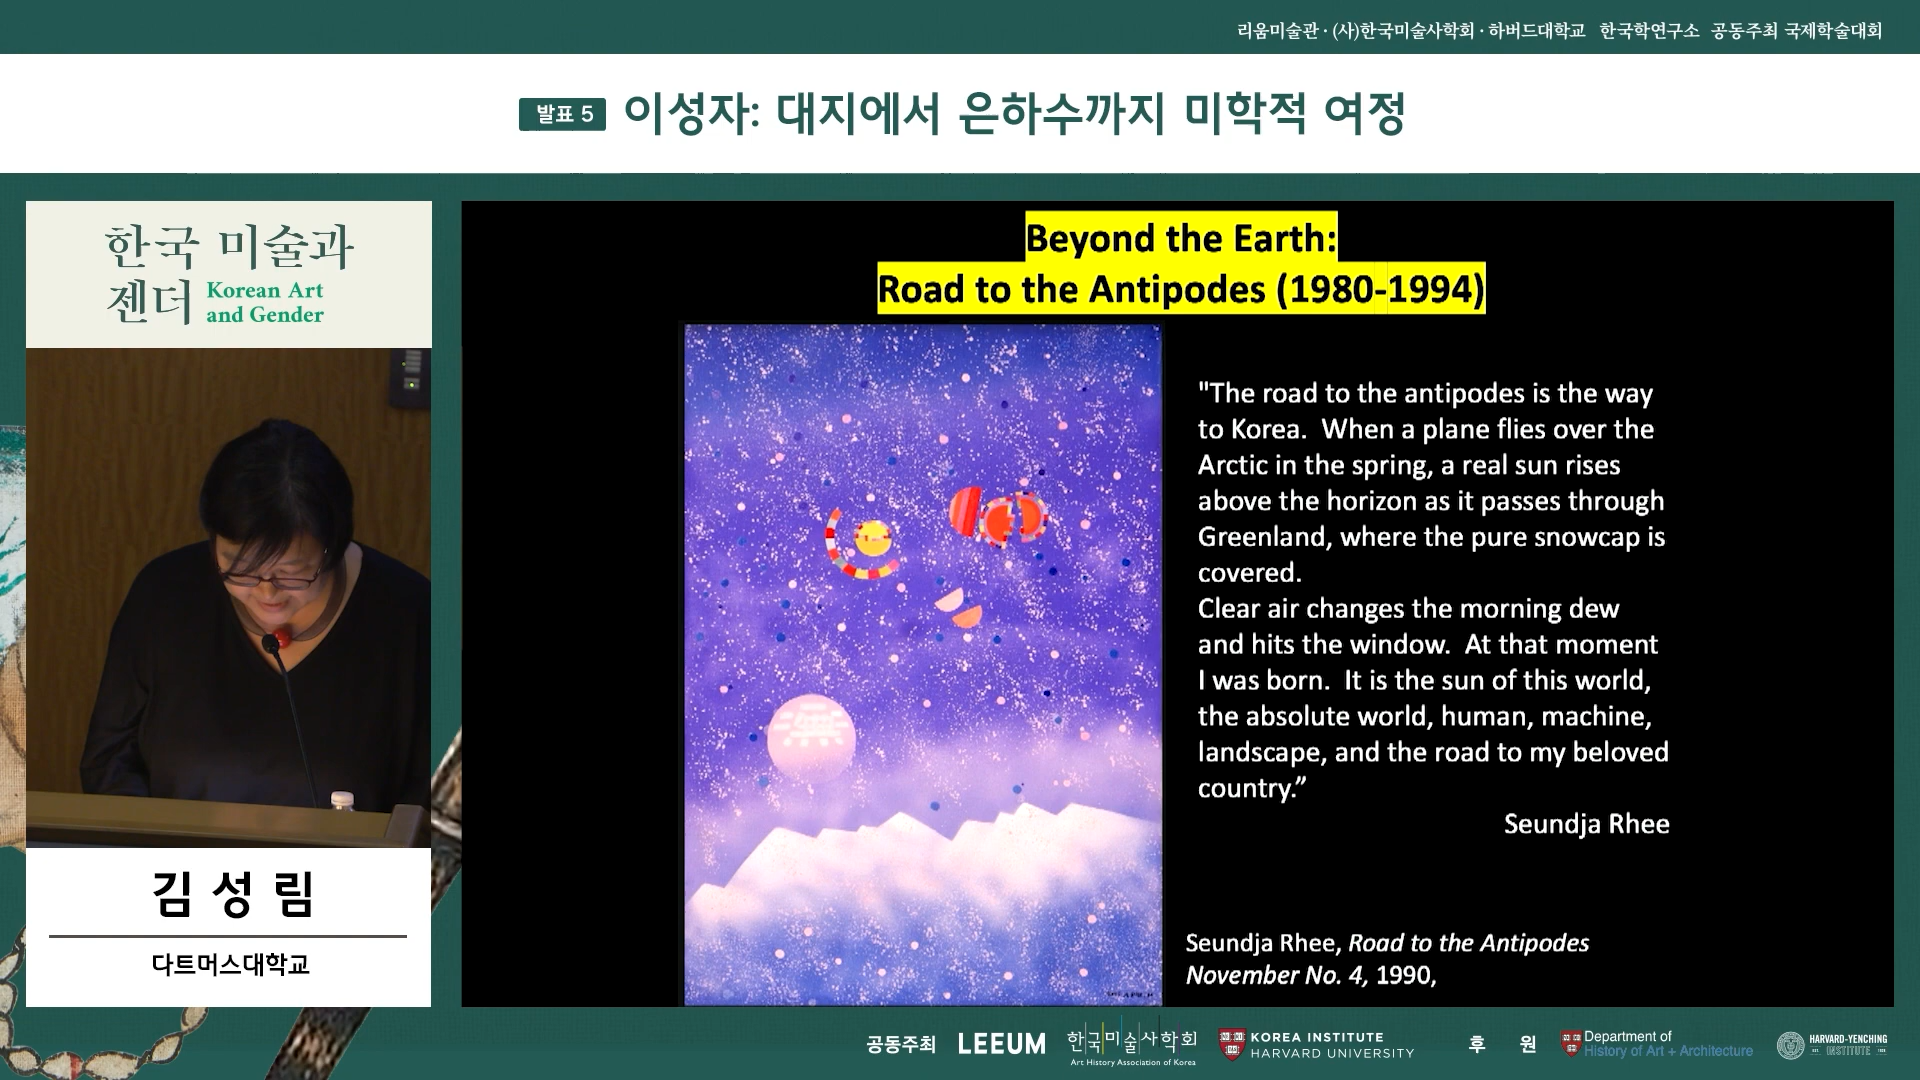 리움미술관 · (사)한국미술사학회 · 하버드대학교 한국학연구소 공동주최 국제학술대회
발표 5 이성자: 대지에서 은하수까지 미학적 여정
한국 미술과
젠더 Korean Art
and Gender
Beyond the Earth:
Road to the Antipodes (1980-1994)
"The road to the antipodes is the way
to Korea. When a plane flies over the
Arctic in the spring, a real sun rises
above the horizon as it passes through
Greenland, where the pure snowcap is
covered.
Clear air changes the morning dew
and hits the window. At that moment
I was born. It is the sun of this world,
the absolute world, human, machine,
landscape, and the road to my beloved
country.”
Seundja Rhee
Seundja Rhee, Road to the Antipodes
November No. 4, 1990,
김성림
다트머스대학교
공동주최 LEEUM 한국미술사학회 Art History Association of Korea KOREA INSTITUTE HARVARD UNIVERSITY 후 원 Department of History of Art + Architecture HARVARD-YENCHING INSTITUTE